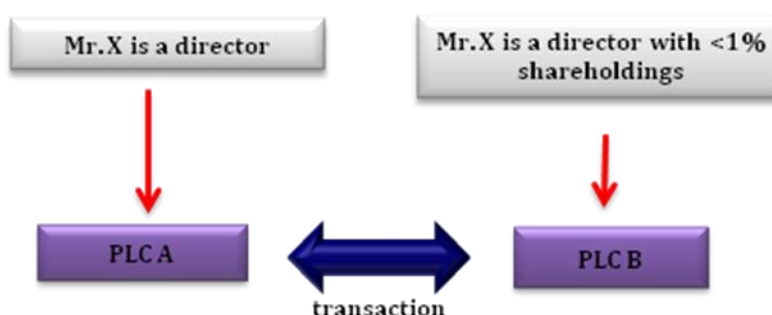 Mr.X is a director
Mr.X is a director with <1%
shareholdings
PLC A
PLC B
transaction